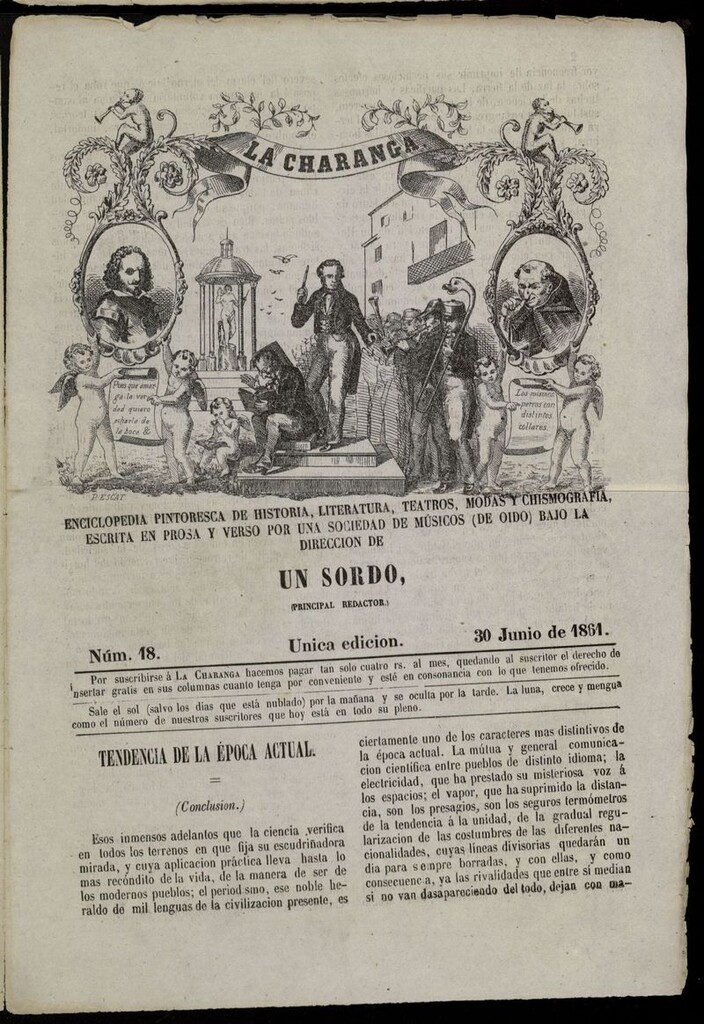 LA CHARANGA.
Pues que amar
ga la ver
dad quiero
echarla de
la boca &
Los mismos
perros con
distintos
collares.
ENCICLOPEDIA PINTORESCA DE HISTORIA, LITERATURA, TEATROS, MODAS Y CHISMOGRAFIA,
ESCRITA EN PROSA Y VERSO POR UNA SOCIEDAD DE MÚSICOS (DE OIDO) BAJO LA
DIRECCION DE
UN SORDO,
(PRINCIPAL REDACTOR.)
Núm. 18. Unica edicion. 30 Junio de 1861.
Por suscribirse á LA CHARANGA hacemos pagar tan solo cuatro rs. al mes, quedando al suscritor el derecho de
insertar gratis en sus columnas cuanto tenga por conveniente y esté en consonancia con lo que tenemos ofrecido.
Sale el sol (salvo los dias que está nublado) por la mañana y se oculta por la tarde. La luna, crece y mengua
como el número de nuestros suscritores que hoy está en todo su pleno.
TENDENCIA DE LA ÉPOCA ACTUAL.
(Conclusion.)
Esos inmensos adelantos que la ciencia verifica
en todos los terrenos en que fija su escudriñadora
mirada, y cuya aplicacion práctica lleva hasta lo
mas recóndito de la vida, de la manera de ser de
los modernos pueblos; el period smo, ese noble he-
raldo de mil lenguas de la civilizacion presente, es
ciertamente uno de los caracteres mas distintivos de
la época actual. La mútua y general comunica-
cion científica entre pueblos de distinto idioma; la
electricidad, que ha prestado su misteriosa voz á
los espacios; el vapor, que ha suprimido la distan-
cia, son los presagios, son los seguros termómetros
de la tendencia á la unidad, de la gradual regu-
larizacion de las costumbres de las diferentes na-
cionalidades, cuyas líneas divisorias quedarán un
dia para s empre borradas, y con ellas, y como
consecuenc a, ya las rivalidades que entre sí median
si no van desapareciendo del todo, dejan con ma-